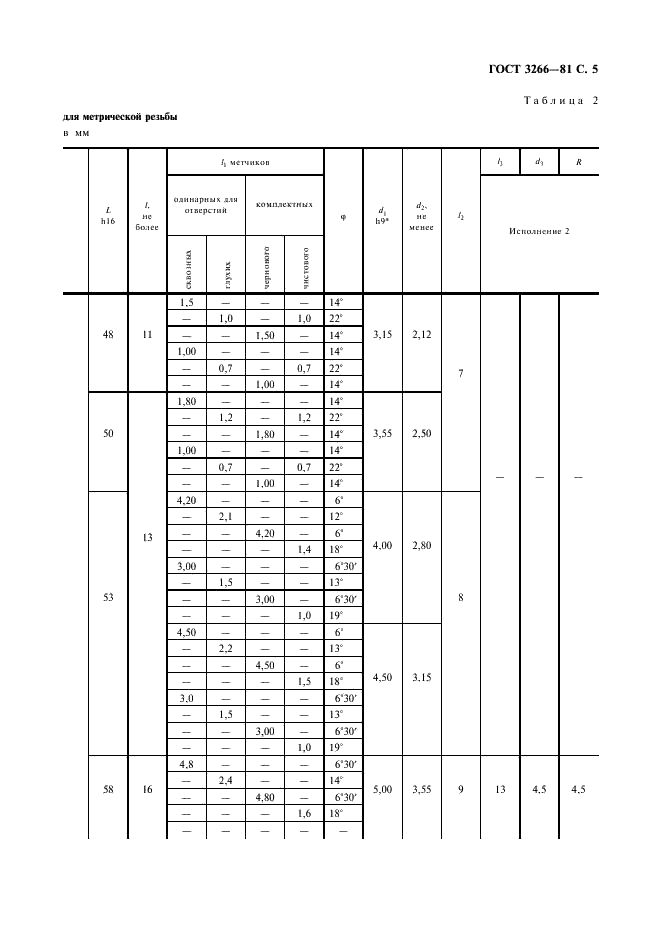 ГОСТ 3266—81 С. 5
Таблица 2
для метрической резьбы
в мм
L h16 | l, не более | l₁ метчиков | φ | d₁ h9* | d₂, не менее | l₂ | l₃ | d₃ | R
одинарных для отверстий | комплектных | Исполнение 2
сквозных | глухих | черновоге | чистового
1,5 — — — 14°
— 1,0 — 1,0 22°
48 11 — — 1,50 — 14° 3,15 2,12
1,00 — — — 14°
— 0,7 — 0,7 22° 7
— — 1,00 — 14°
1,80 — — — 14°
— 1,2 — 1,2 22°
50 — — 1,80 — 14° 3,55 2,50
1,00 — — — 14°
— 0,7 — 0,7 22° — — —
— — 1,00 — 14°
4,20 — — — 6°
— 2,1 — — 12°
13 — — 4,20 — 6° 4,00 2,80
— — — 1,4 18°
3,00 — — — 6°30′
— 1,5 — — 13°
53 — — 3,00 — 6°30′ 8
— — — 1,0 19°
4,50 — — — 6°
— 2,2 — — 13°
— — 4,50 — 6° 4,50 3,15
— — — 1,5 18°
3,0 — — — 6°30′
— 1,5 — — 13°
— — 3,00 — 6°30′
— — — 1,0 19°
4,8 — — — 6°30′
— 2,4 — — 14°
58 16 — — 4,80 — 6°30′ 5,00 3,55 9 13 4,5 4,5
— — — 1,6 18°
— — — — —